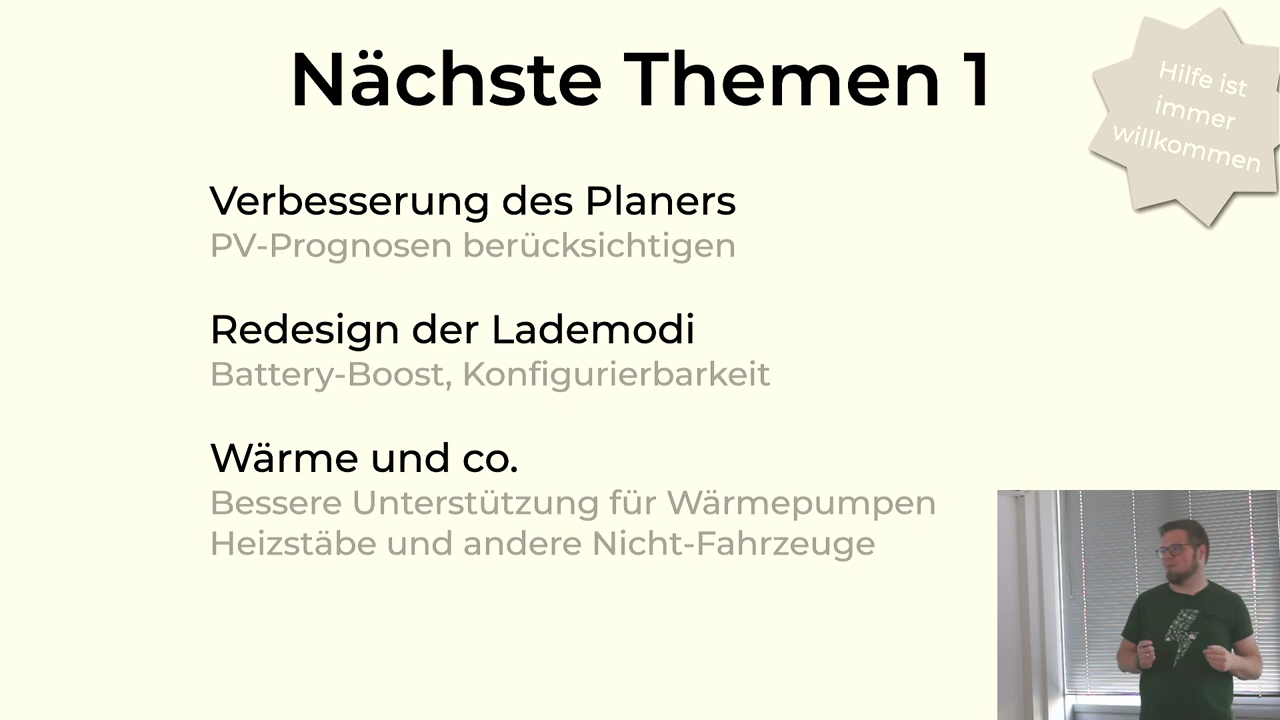 Nächste Themen 1
Hilfe ist
immer
willkommen
Verbesserung des Planers
PV-Prognosen berücksichtigen
Redesign der Lademodi
Battery-Boost, Konfigurierbarkeit
Wärme und co.
Bessere Unterstützung für Wärmepumpen
Heizstäbe und andere Nicht-Fahrzeuge